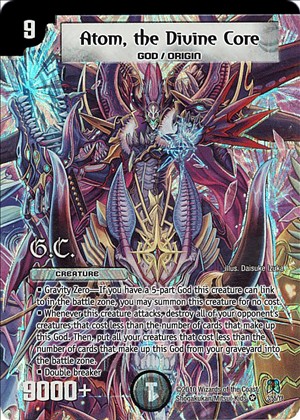 9
Atom, the Divine Core
GOD / ORIGIN
G.C.
illus. Daisuke Izuka
CREATURE
• Gravity Zero—If you have a 5-part God this creature can link
to in the battle zone, you may summon this creature for no cost.
• Whenever this creature attacks, destroy all of your opponent's
creatures that cost less than the number of cards that make up
this God. Then, put all your creatures that cost less than the
number of cards that make up this God from your graveyard into
the battle zone.
• Double breaker
9000+
©2010 Wizards of the Coast
Shogakukan/Mitsui-Kids